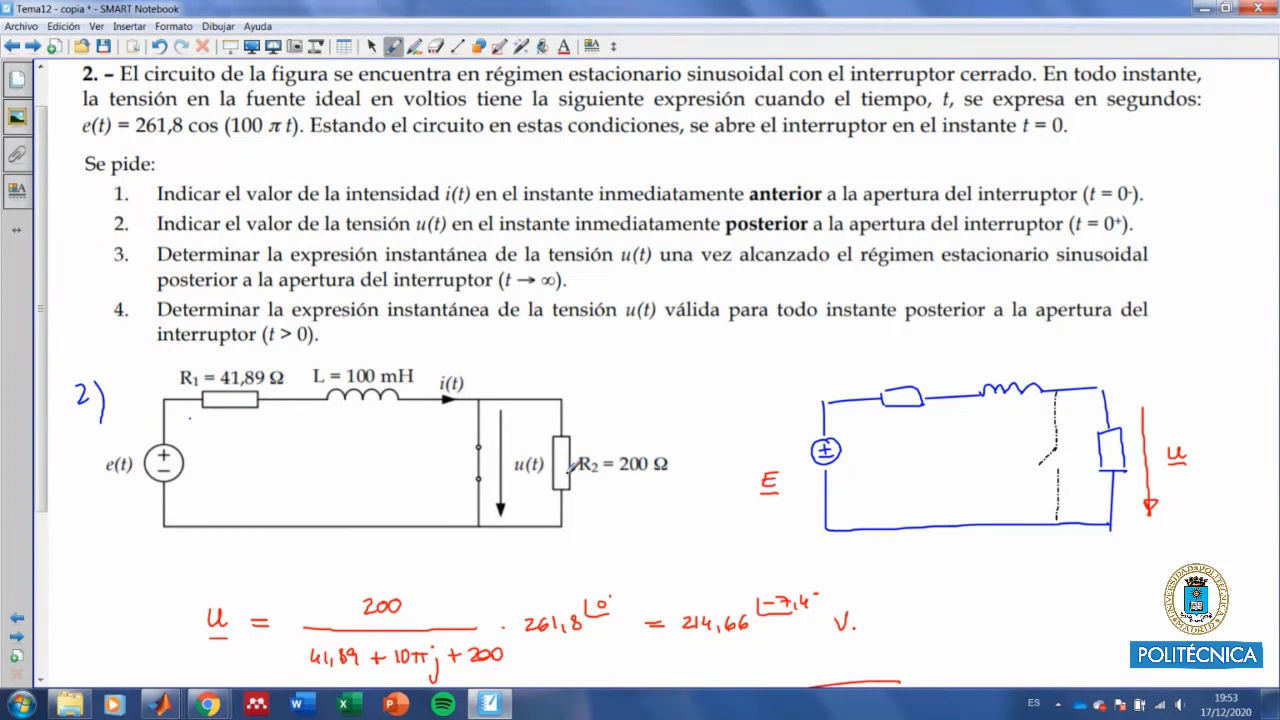 Tema12 - copia * - SMART Notebook
Archivo Edición Ver Insertar Formato Dibujar Ayuda
2. – El circuito de la figura se encuentra en régimen estacionario sinusoidal con el interruptor cerrado. En todo instante,
la tensión en la fuente ideal en voltios tiene la siguiente expresión cuando el tiempo, t, se expresa en segundos:
e(t) = 261,8 cos (100 π t). Estando el circuito en estas condiciones, se abre el interruptor en el instante t = 0.
Se pide:
1. Indicar el valor de la intensidad i(t) en el instante inmediatamente anterior a la apertura del interruptor (t = 0-).
2. Indicar el valor de la tensión u(t) en el instante inmediatamente posterior a la apertura del interruptor (t = 0+).
3. Determinar la expresión instantánea de la tensión u(t) una vez alcanzado el régimen estacionario sinusoidal
posterior a la apertura del interruptor (t → ∞).
4. Determinar la expresión instantánea de la tensión u(t) válida para todo instante posterior a la apertura del
interruptor (t > 0).
2)
R1 = 41,89 Ω L = 100 mH i(t)
e(t) u(t) R2 = 200 Ω
E u
u = 200 / (41,89 + 10πj + 200) · 261,8 ∟0° = 214,66 ∟-7,4° V.
POLITÉCNICA
ES 19:53
17/12/2020